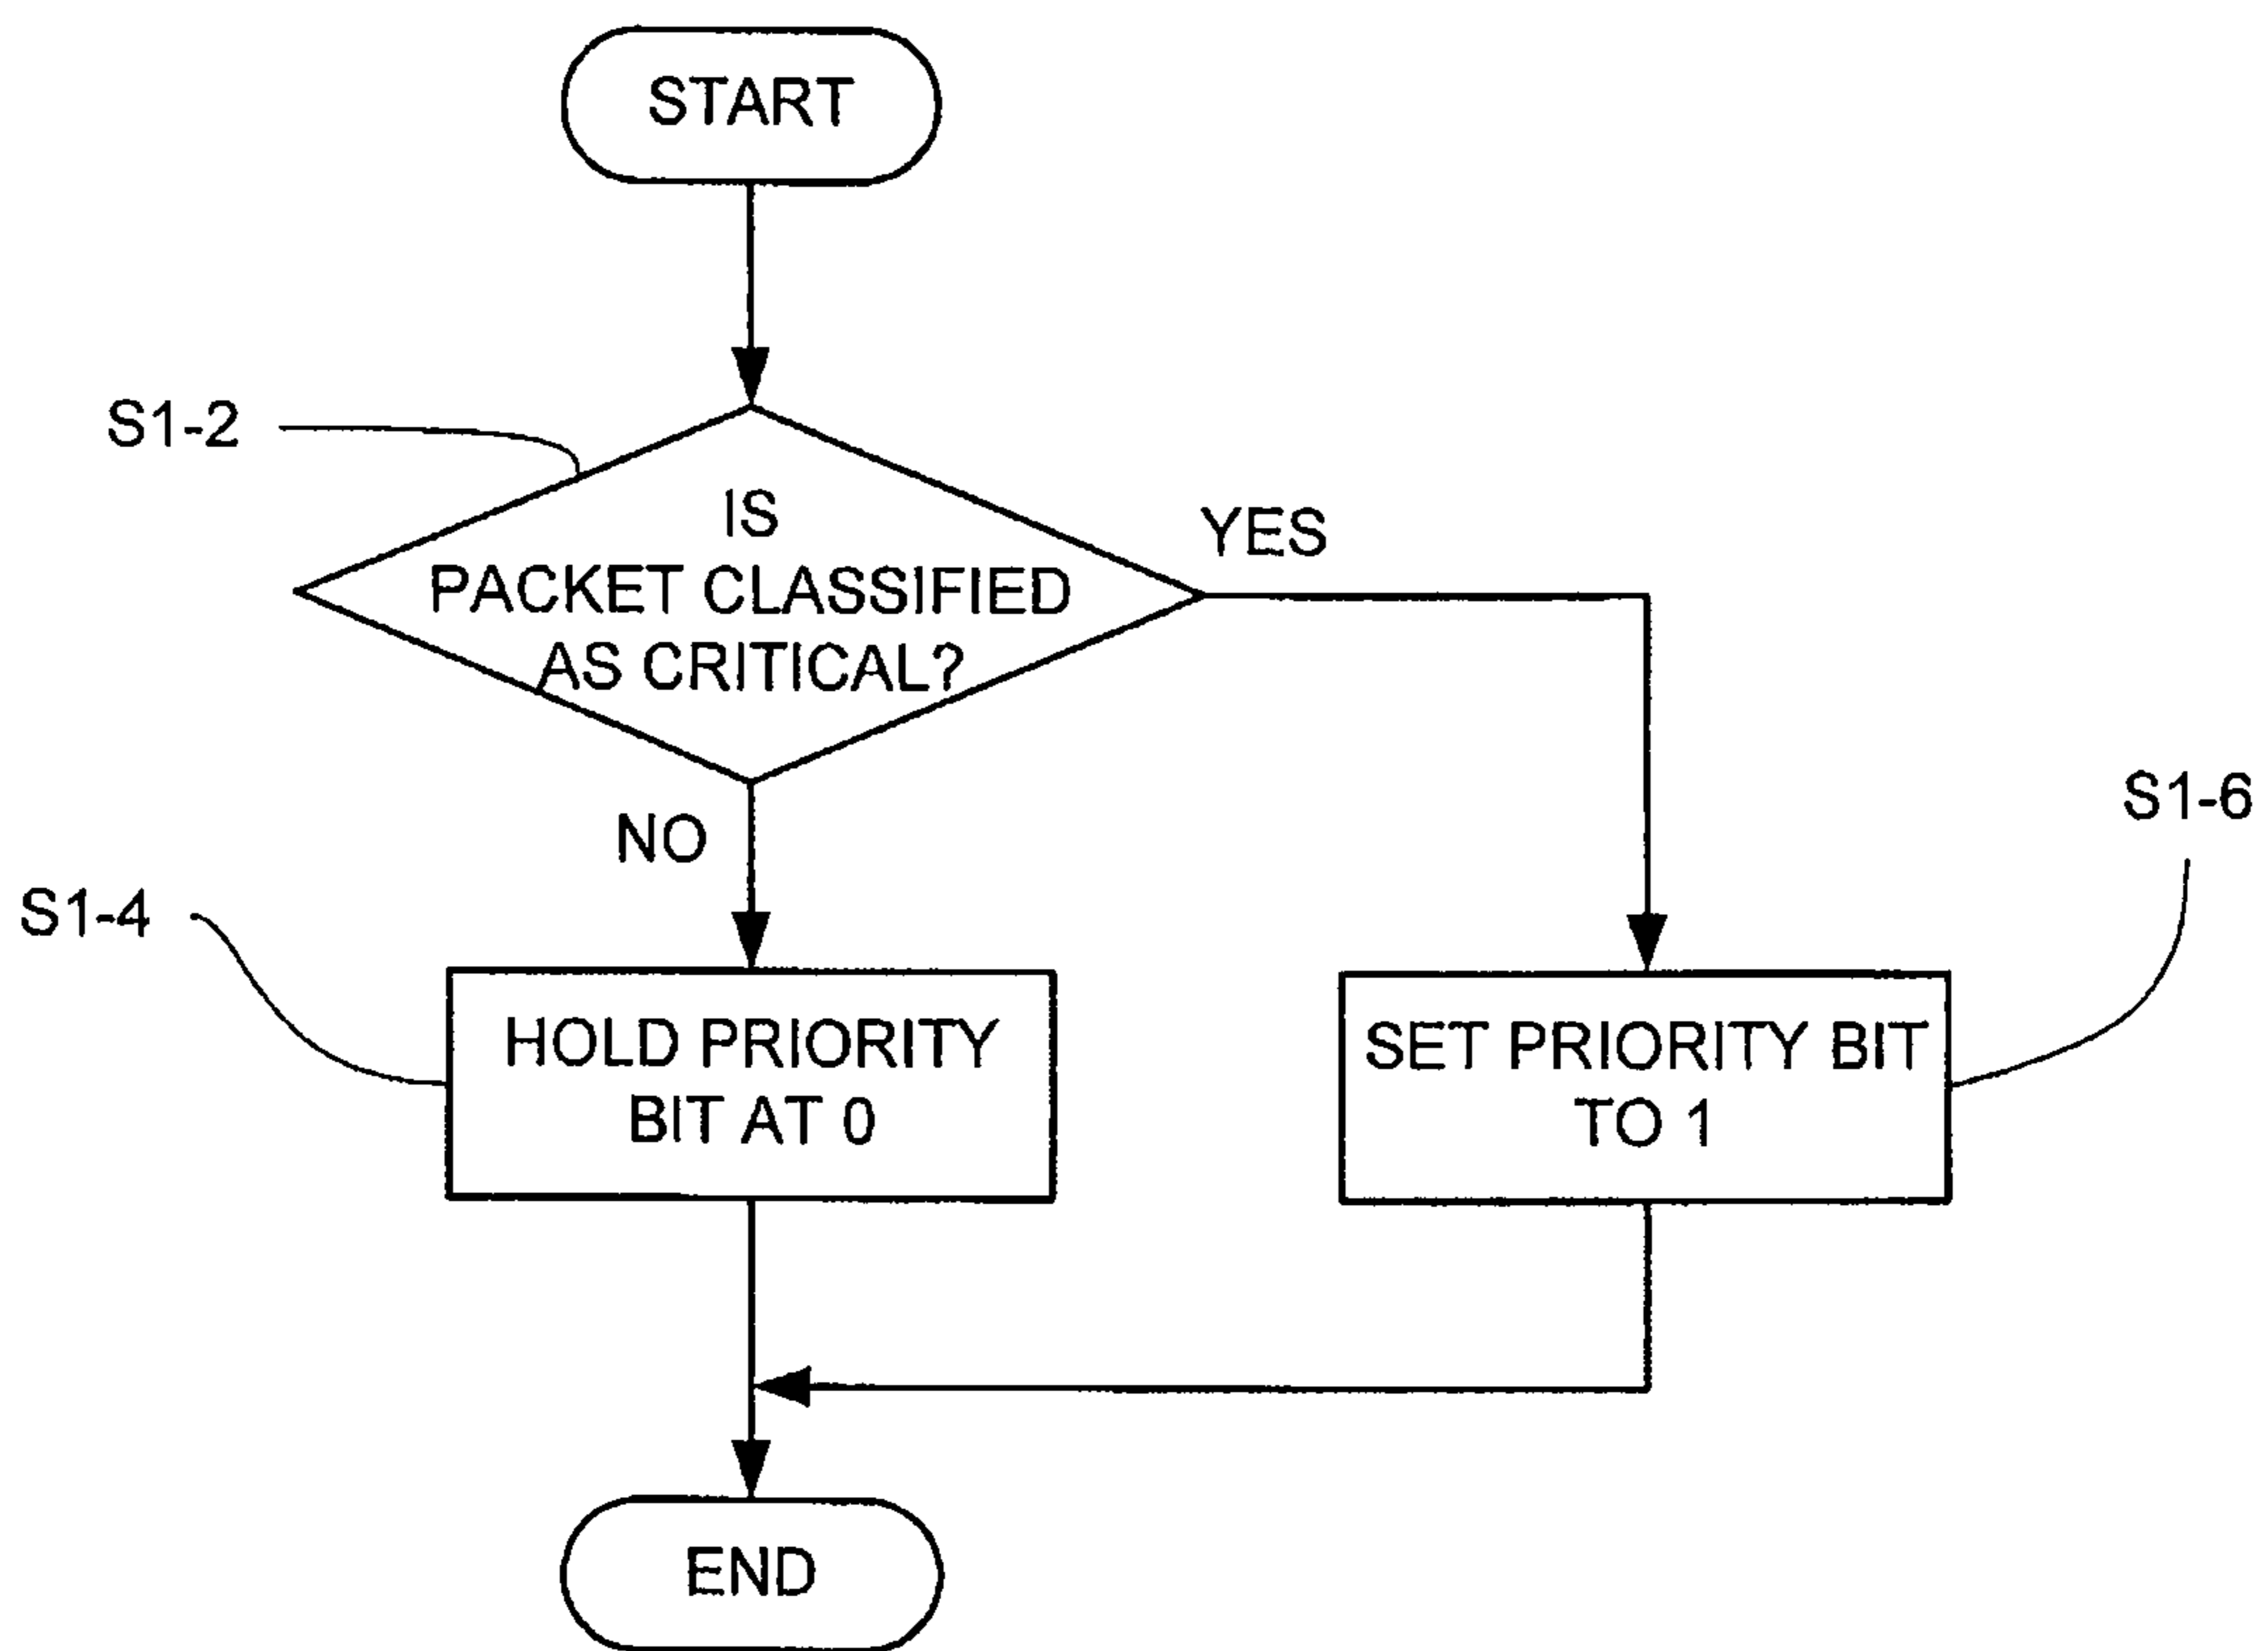 START
S1-2
IS
PACKET CLASSIFIED
AS CRITICAL?
YES
NO
S1-4
S1-6
HOLD PRIORITY
BIT AT 0
SET PRIORITY BIT
TO 1
END